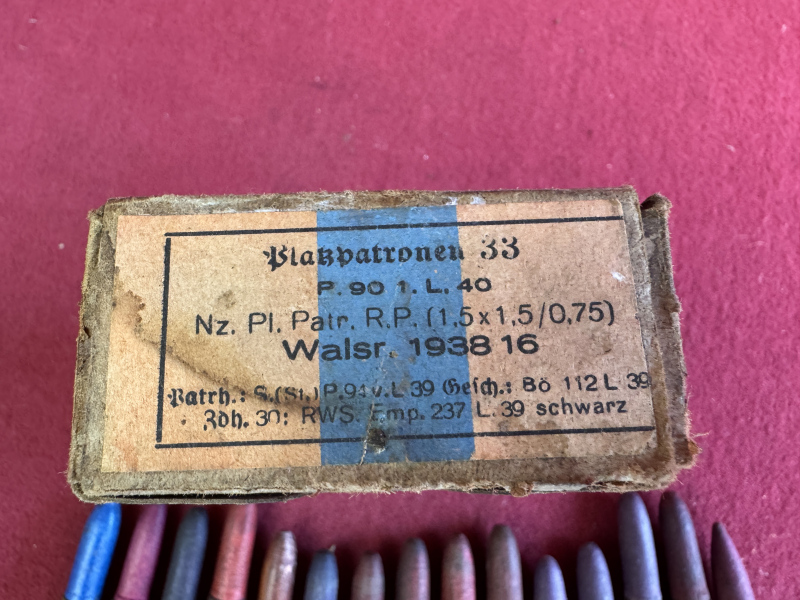 Platzpatronen 33
P. 90 1. L. 40
Nz. Pl. Patr. R.P. (1,5x1,5/0,75)
Walsr. 1938 16
Patrh.: S.(St.) P.94 v.L 39 Gesch.: Bö 112 L 39
Zdh. 30: RWS. Emp. 237 L. 39 schwarz